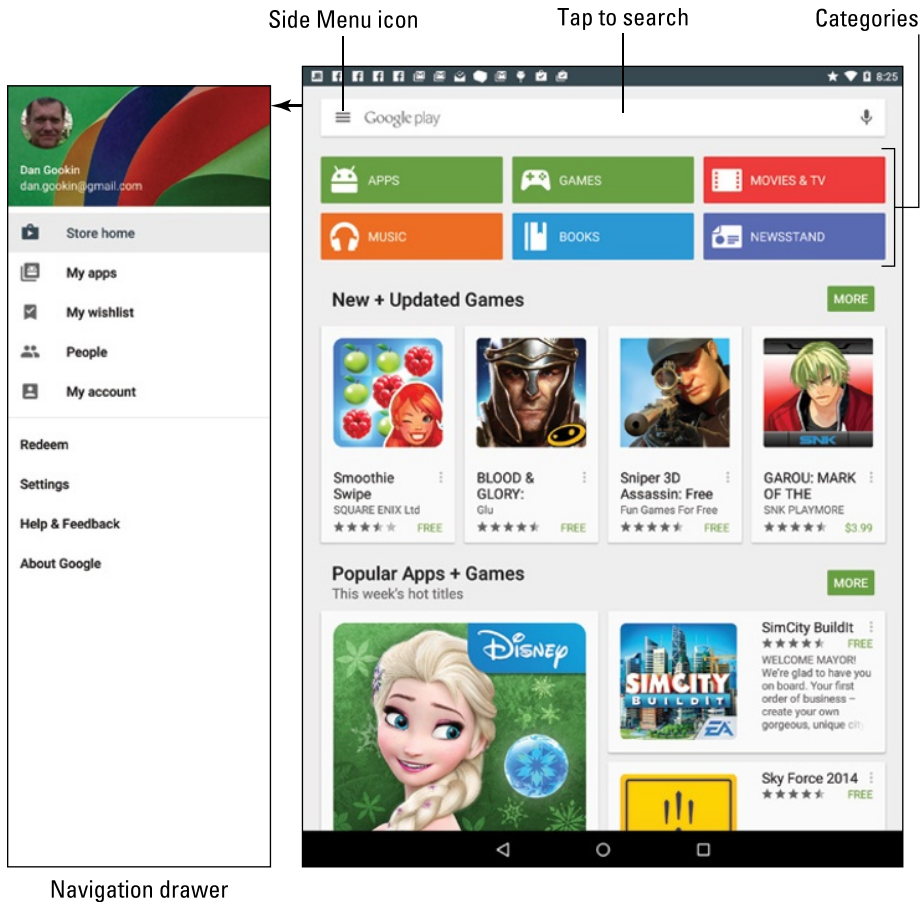 Side Menu icon
Tap to search
Categories
8:25
Google play
Dan Gookin
dan.gookin@gmail.com
Store home
My apps
My wishlist
People
My account
Redeem
Settings
Help & Feedback
About Google
APPS
GAMES
MOVIES & TV
MUSIC
BOOKS
NEWSSTAND
New + Updated Games
MORE
SNK
Smoothie
Swipe
SQUARE ENIX Ltd
FREE
BLOOD &
GLORY:
Glu
FREE
Sniper 3D
Assassin: Free
Fun Games For Free
FREE
GAROU: MARK
OF THE
SNK PLAYMORE
$3.99
Popular Apps + Games
This week's hot titles
MORE
Disney
SIMCITY
BUILDIT
EA
SimCity BuildIt
FREE
WELCOME MAYOR!
We're glad to have you
on board. Your first
order of business –
create your own
gorgeous, unique city
Sky Force 2014
FREE
Navigation drawer